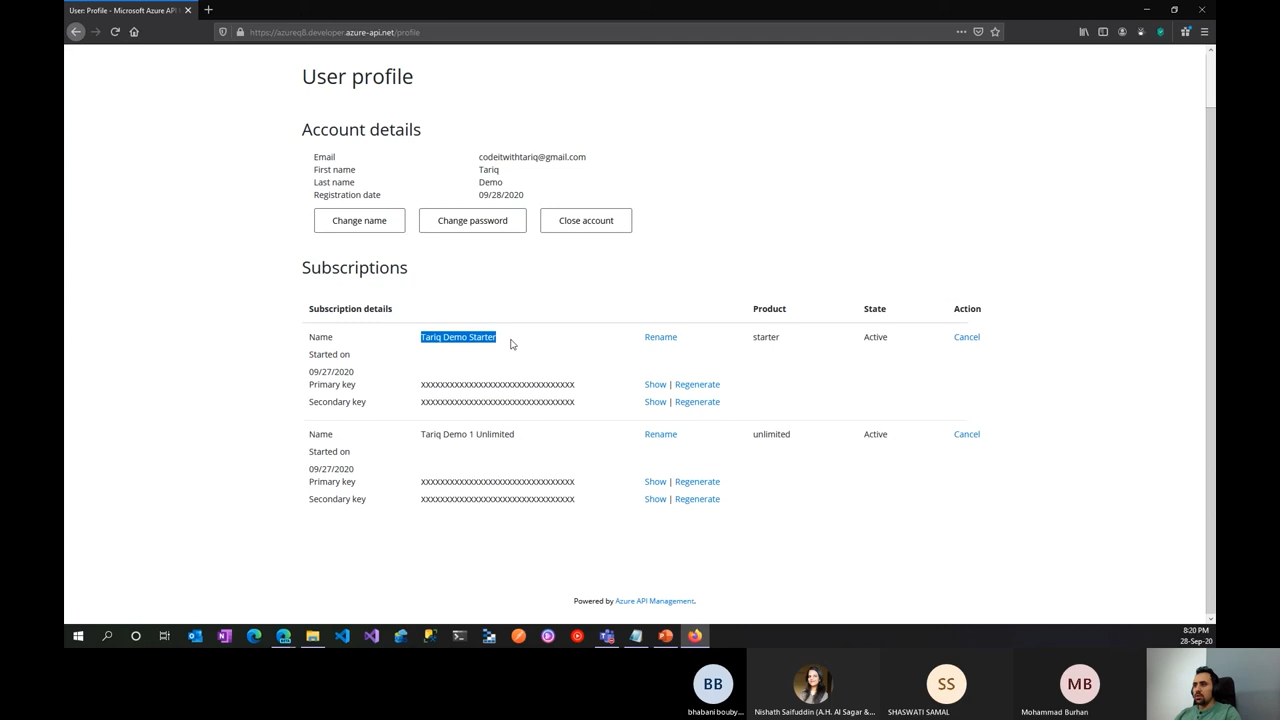 User: Profile - Microsoft Azure API
https://azureq8.developer.azure-api.net/profile
User profile
Account details
Email codeitwithtariq@gmail.com
First name Tariq
Last name Demo
Registration date 09/28/2020
Change name Change password Close account
Subscriptions
Subscription details Product State Action
Name Tariq Demo Starter Rename starter Active Cancel
Started on
09/27/2020
Primary key xxxxxxxxxxxxxxxxxxxxxxxxxxxxxxxx Show | Regenerate
Secondary key xxxxxxxxxxxxxxxxxxxxxxxxxxxxxxxx Show | Regenerate
Name Tariq Demo 1 Unlimited Rename unlimited Active Cancel
Started on
09/27/2020
Primary key xxxxxxxxxxxxxxxxxxxxxxxxxxxxxxxx Show | Regenerate
Secondary key xxxxxxxxxxxxxxxxxxxxxxxxxxxxxxxx Show | Regenerate
Powered by Azure API Management.
8:20 PM
28-Sep-20
BB SS MB
bhabani bouby... Nishath Saifuddin (A.H. Al Sagar &... SHASWATI SAMAL Mohammad Burhan